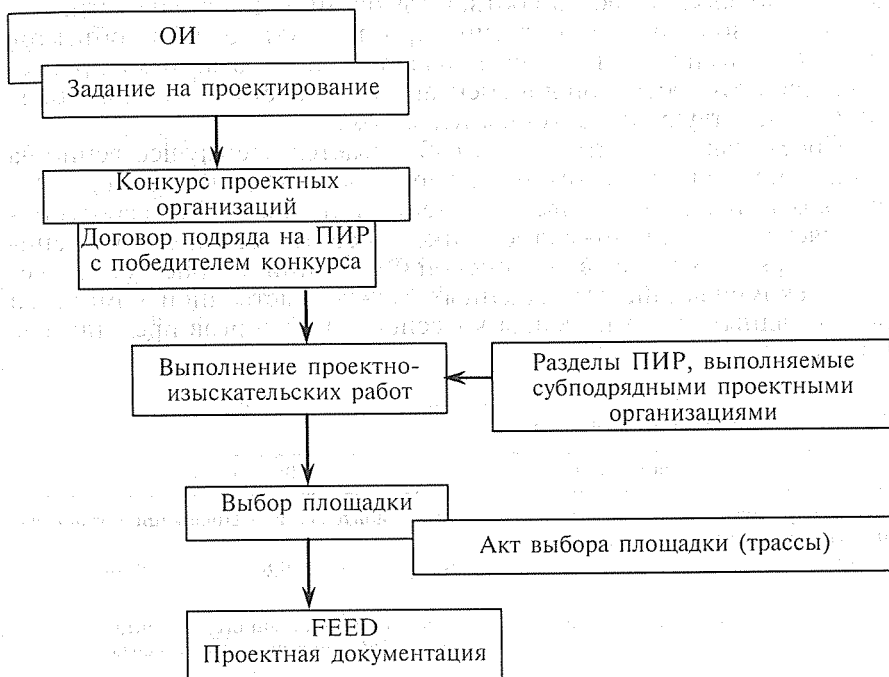 ОИ
Задание на проектирование
Конкурс проектных
организаций
Договор подряда на ПИР
с победителем конкурса
Выполнение проектно-
изыскательских работ
Разделы ПИР, выполняемые
субподрядными проектными
организациями
Выбор площадки
Акт выбора площадки (трассы)
FEED
Проектная документация